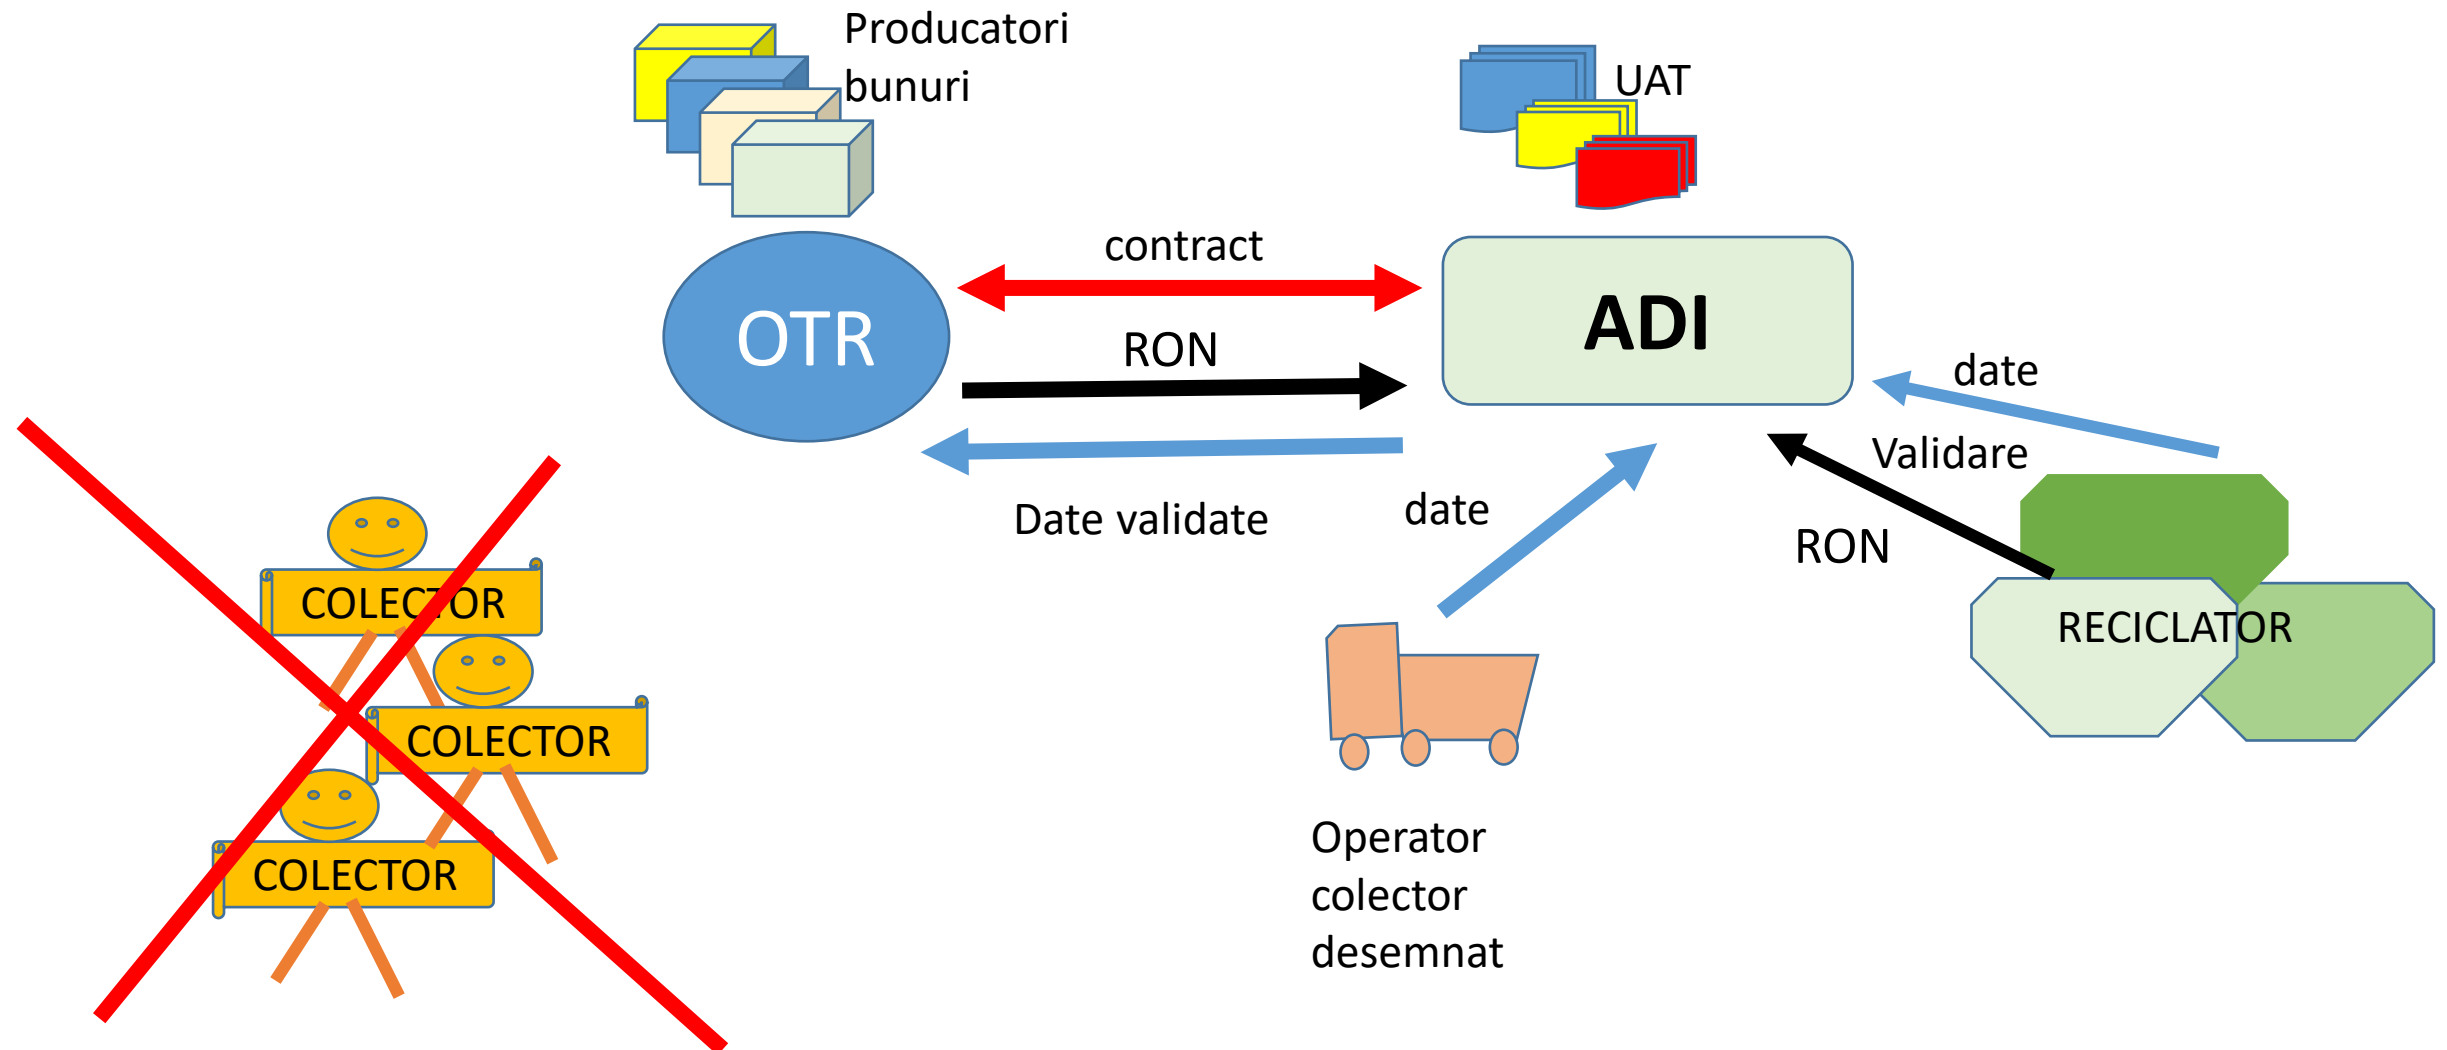 Producatori
bunuri
UAT
contract
OTR
ADI
RON
date
Validare
Date validate
date
RON
COLECTOR
RECICLATOR
COLECTOR
COLECTOR
Operator
colector
desemnat